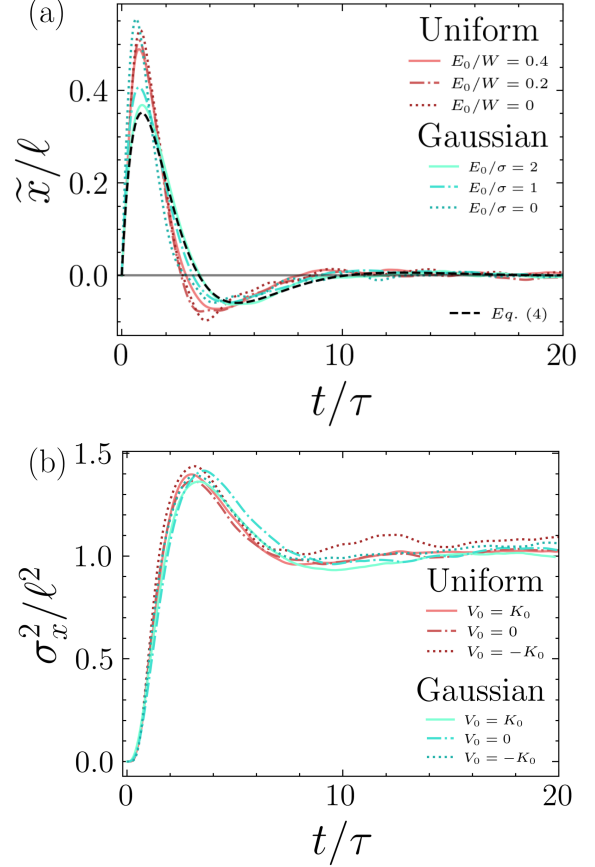 (a)
Uniform
E₀/W = 0.4
E₀/W = 0.2
E₀/W = 0
Gaussian
E₀/σ = 2
E₀/σ = 1
E₀/σ = 0
Eq. (4)
0.4
0.2
0.0
x̃/ℓ
0 10 20
t/τ
(b)
1.5
1.0
0.5
0.0
σₓ²/ℓ²
Uniform
V₀ = K₀
V₀ = 0
V₀ = −K₀
Gaussian
V₀ = K₀
V₀ = 0
V₀ = −K₀
0 10 20
t/τ